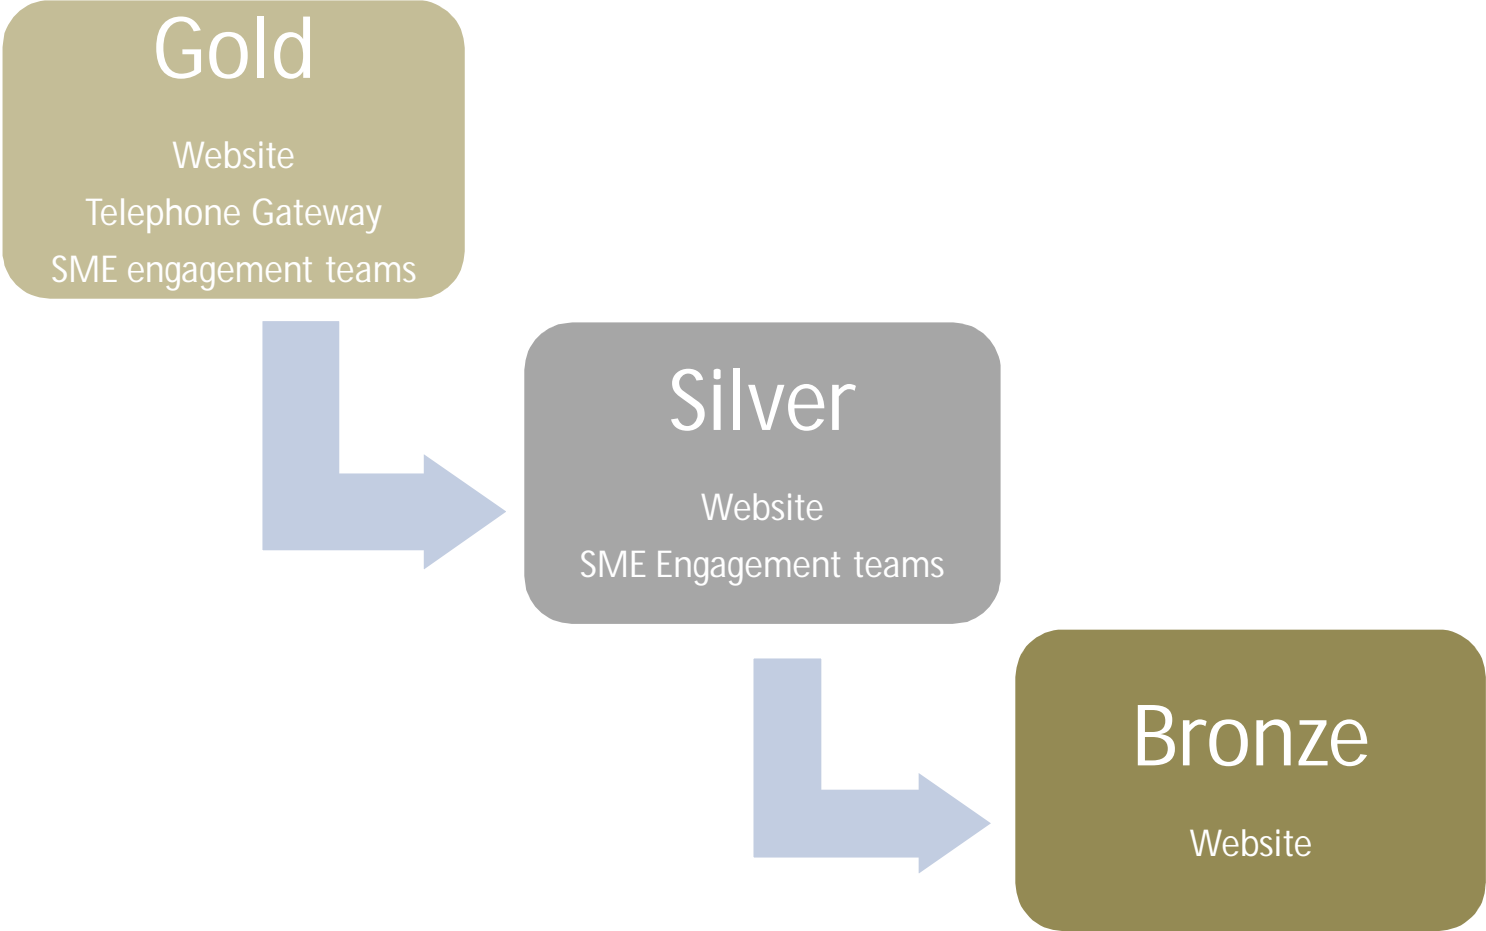 Gold
Website
Telephone Gateway
SME engagement teams
Silver
Website
SME Engagement teams
Bronze
Website